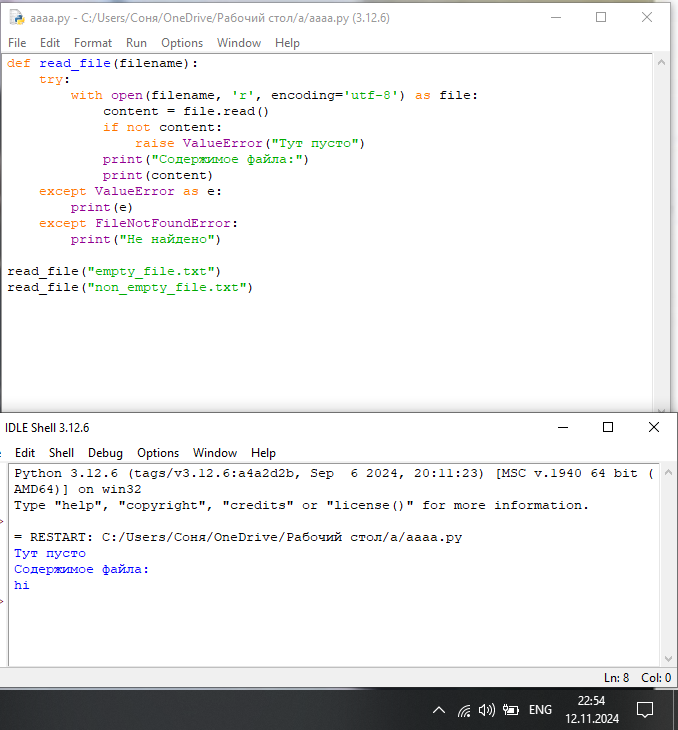 aaaa.py - C:/Users/Соня/OneDrive/Рабочий стол/a/aaaa.py (3.12.6)
File Edit Format Run Options Window Help
def read_file(filename):
    try:
        with open(filename, 'r', encoding='utf-8') as file:
            content = file.read()
            if not content:
                raise ValueError("Тут пусто")
            print("Содержимое файла:")
            print(content)
    except ValueError as e:
        print(e)
    except FileNotFoundError:
        print("Не найдено")

read_file("empty_file.txt")
read_file("non_empty_file.txt")
IDLE Shell 3.12.6
Edit Shell Debug Options Window Help
Python 3.12.6 (tags/v3.12.6:a4a2d2b, Sep  6 2024, 20:11:23) [MSC v.1940 64 bit (
AMD64)] on win32
Type "help", "copyright", "credits" or "license()" for more information.
= RESTART: C:/Users/Соня/OneDrive/Рабочий стол/a/aaaa.py
Тут пусто
Содержимое файла:
hi
Ln: 8 Col: 0
ENG
22:54
12.11.2024